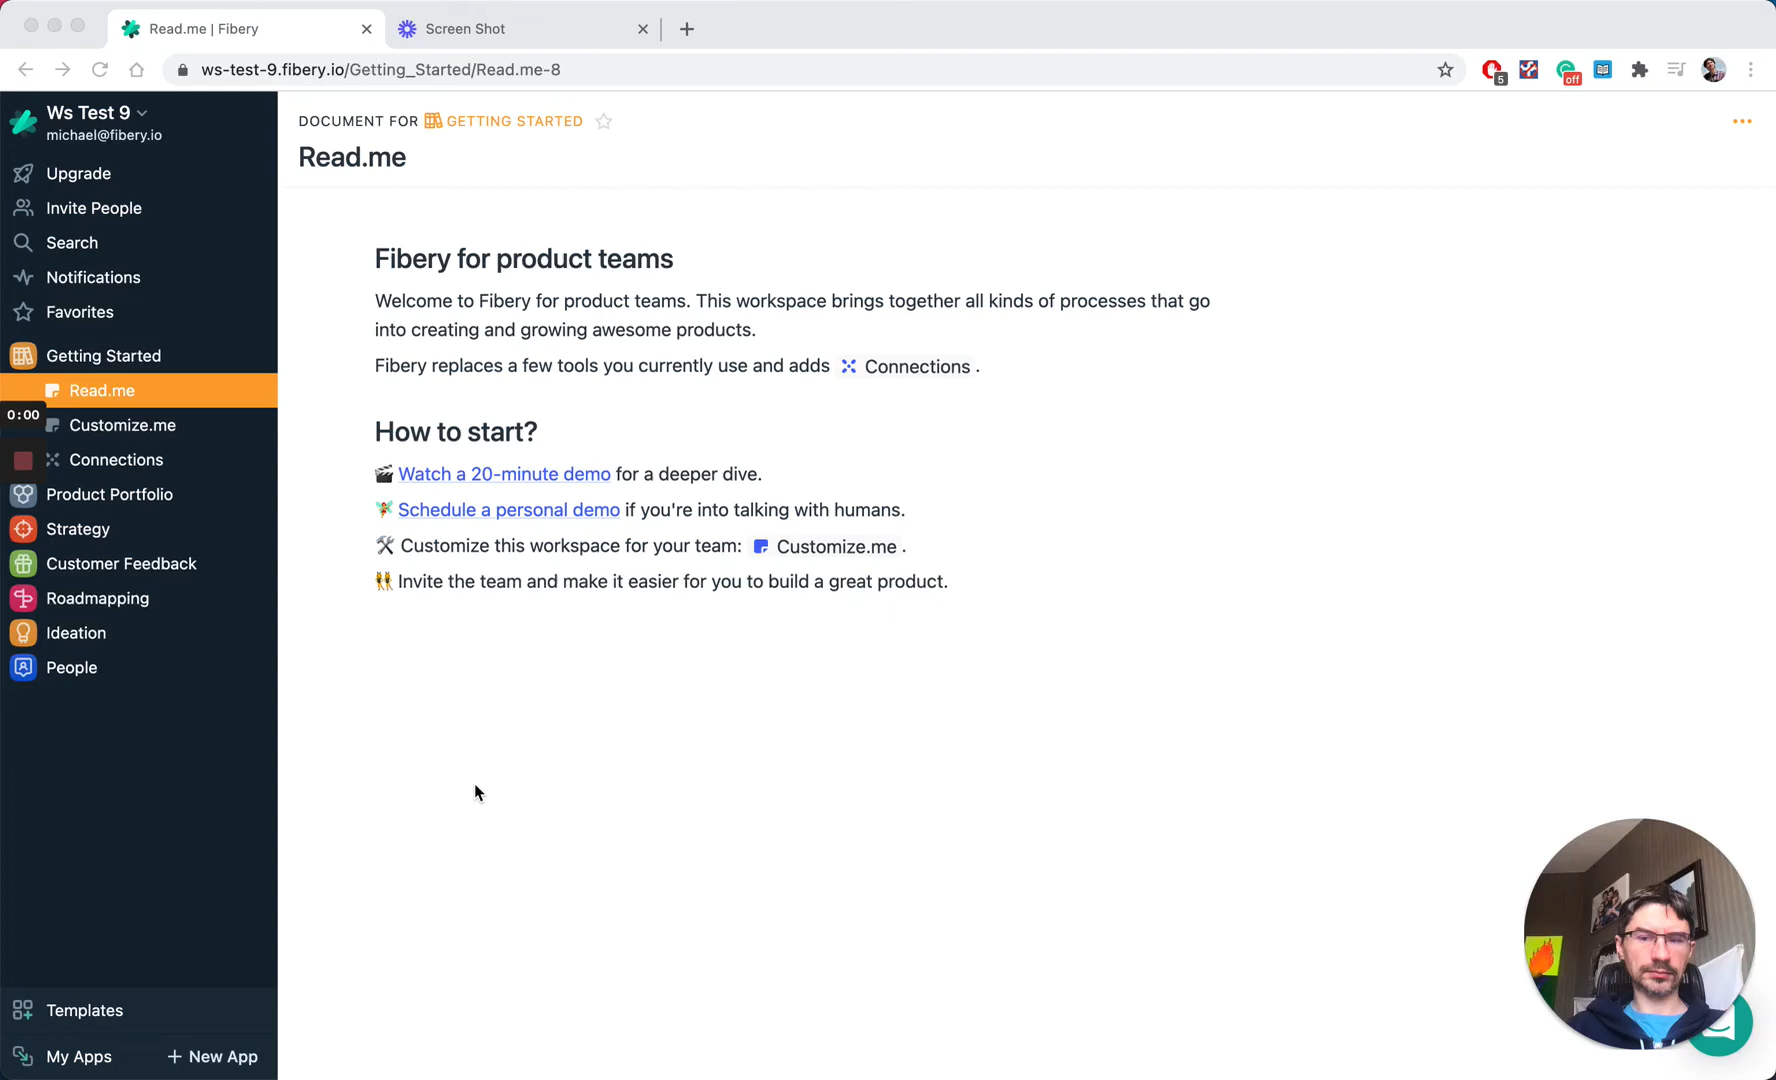 Read.me | Fibery
Screen Shot
ws-test-9.fibery.io/Getting_Started/Read.me-8
5
off
Ws Test 9
michael@fibery.io
Upgrade
Invite People
Search
Notifications
Favorites
Getting Started
Read.me
0:00
Customize.me
Connections
Product Portfolio
Strategy
Customer Feedback
Roadmapping
Ideation
People
Templates
My Apps
+ New App
DOCUMENT FOR GETTING STARTED
Read.me
Fibery for product teams
Welcome to Fibery for product teams. This workspace brings together all kinds of processes that go
into creating and growing awesome products.
Fibery replaces a few tools you currently use and adds Connections .
How to start?
🎬 Watch a 20-minute demo for a deeper dive.
🧚 Schedule a personal demo if you're into talking with humans.
🛠 Customize this workspace for your team: Customize.me .
👯 Invite the team and make it easier for you to build a great product.